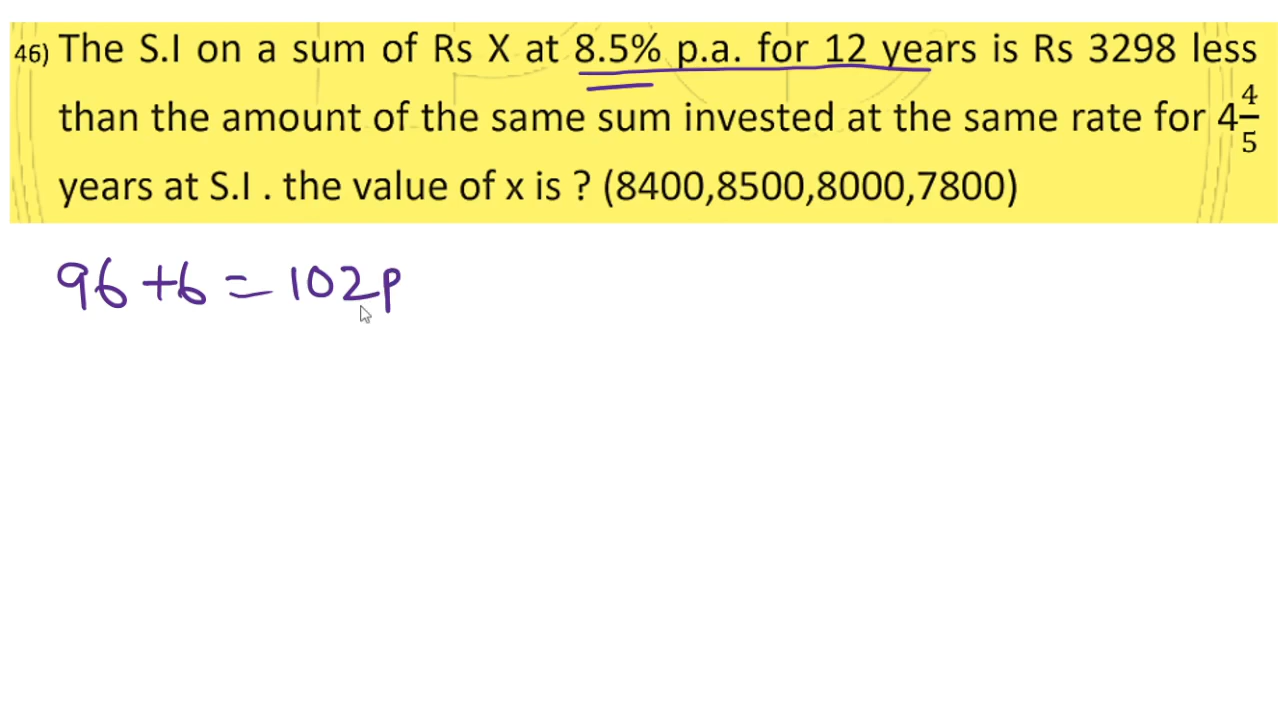 46) The S.I on a sum of Rs X at 8.5% p.a. for 12 years is Rs 3298 less
than the amount of the same sum invested at the same rate for 4 4/5
years at S.I . the value of x is ? (8400,8500,8000,7800)
96 +6 = 102p